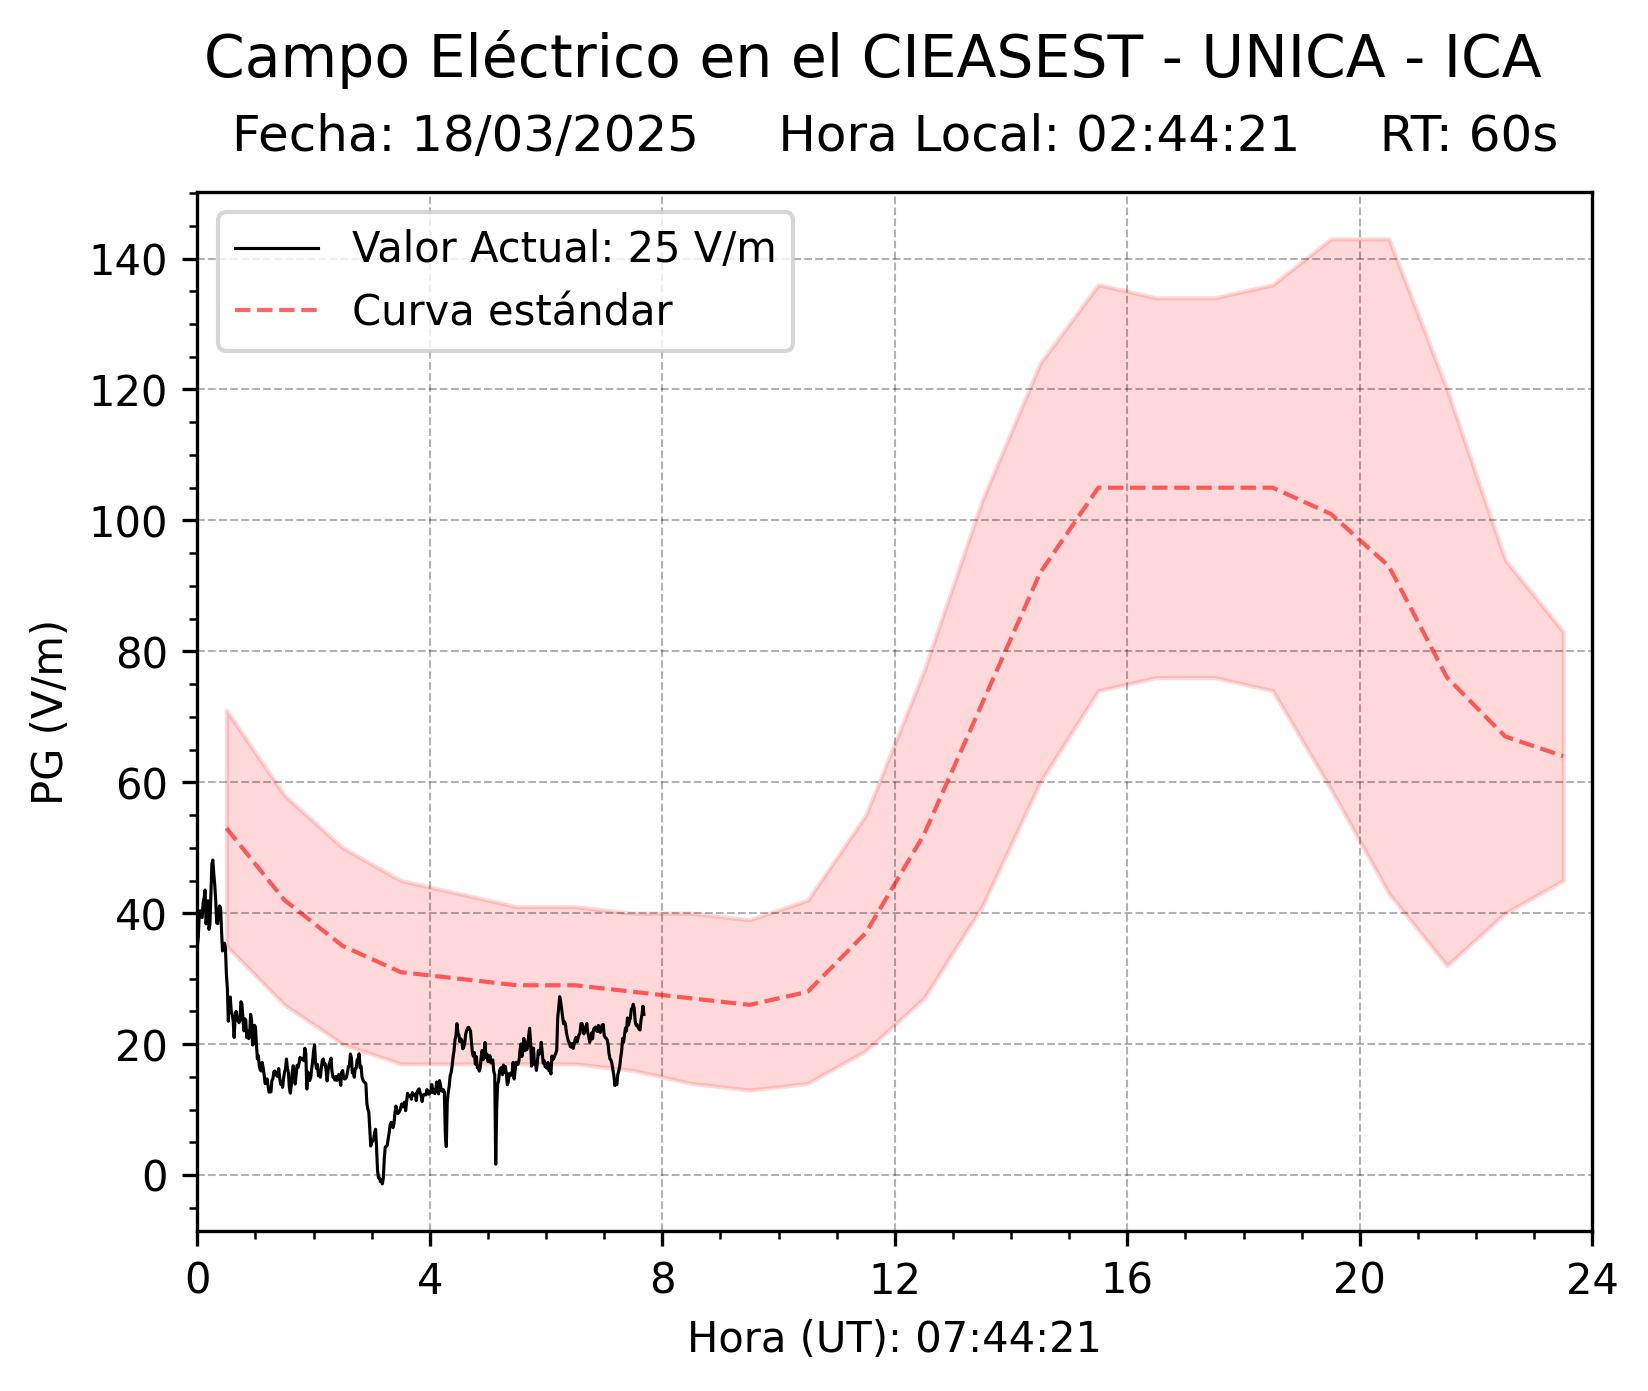 Campo Eléctrico en el CIEASEST - UNICA - ICA
Fecha: 18/03/2025 Hora Local: 02:44:21 RT: 60s
Valor Actual: 25 V/m
Curva estándar
PG (V/m)
140
120
100
80
60
40
20
0
0 4 8 12 16 20 24
Hora (UT): 07:44:21